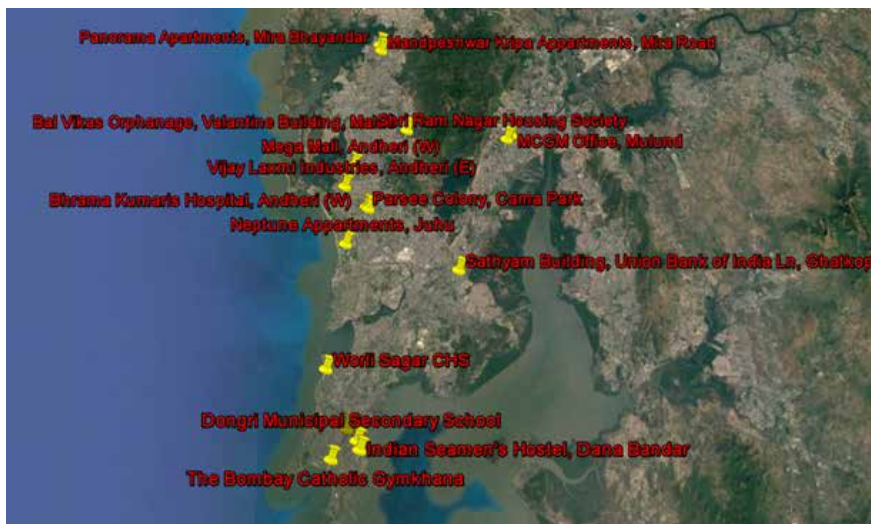 Panorama Apartments, Mira Bhayandar
Mandpeshwar Kripa Appartments, Mira Road
Bal Vikas Orphanage, Valantine Building,
Shri Ram Nagar Housing Society
MCGM Office, Mulund
Mega Mall, Andheri (W)
Vijay Laxmi Industries, Andheri (E)
Bhrama Kumaris Hospital, Andheri (W)
Parsee Colony, Cama Park
Neptune Appartments, Juhu
Sathyam Building, Union Bank of India Ln, Ghatkop
Worli Sagar CHS
Dongri Municipal Secondary School
Indian Seamen's Hostel, Dana Bandar
The Bombay Catholic Gymkhana